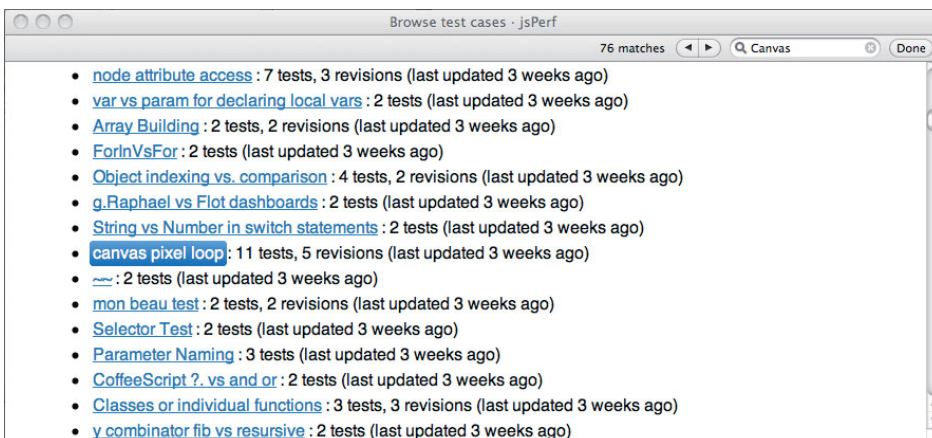 Browse test cases · jsPerf
76 matches Canvas Done
node attribute access : 7 tests, 3 revisions (last updated 3 weeks ago)
var vs param for declaring local vars : 2 tests (last updated 3 weeks ago)
Array Building : 2 tests, 2 revisions (last updated 3 weeks ago)
ForInVsFor : 2 tests (last updated 3 weeks ago)
Object indexing vs. comparison : 4 tests, 2 revisions (last updated 3 weeks ago)
g.Raphael vs Flot dashboards : 2 tests (last updated 3 weeks ago)
String vs Number in switch statements : 2 tests (last updated 3 weeks ago)
canvas pixel loop : 11 tests, 5 revisions (last updated 3 weeks ago)
~~ : 2 tests (last updated 3 weeks ago)
mon beau test : 2 tests, 2 revisions (last updated 3 weeks ago)
Selector Test : 2 tests (last updated 3 weeks ago)
Parameter Naming : 3 tests (last updated 3 weeks ago)
CoffeeScript ?. vs and or : 2 tests (last updated 3 weeks ago)
Classes or individual functions : 3 tests, 3 revisions (last updated 3 weeks ago)
y combinator fib vs resursive : 2 tests (last updated 3 weeks ago)